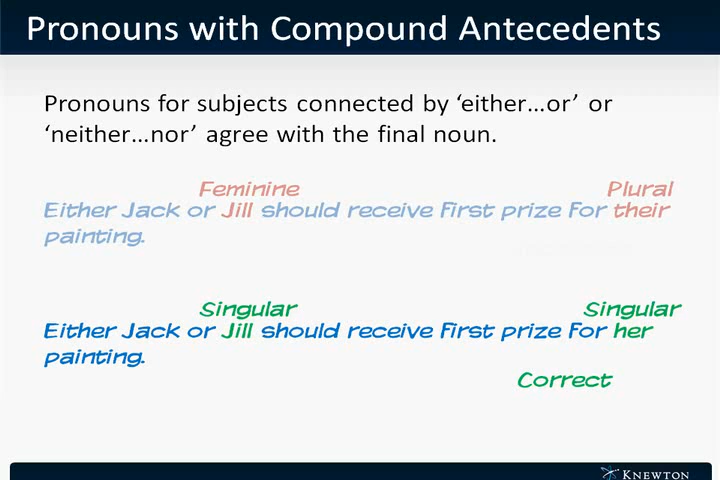 Pronouns with Compound Antecedents
Pronouns for subjects connected by ‘either...or’ or
‘neither...nor’ agree with the final noun.
Feminine Plural
Either Jack or Jill should receive first prize for their
painting.
Singular Singular
Either Jack or Jill should receive first prize for her
painting.
Correct
KNEWTON